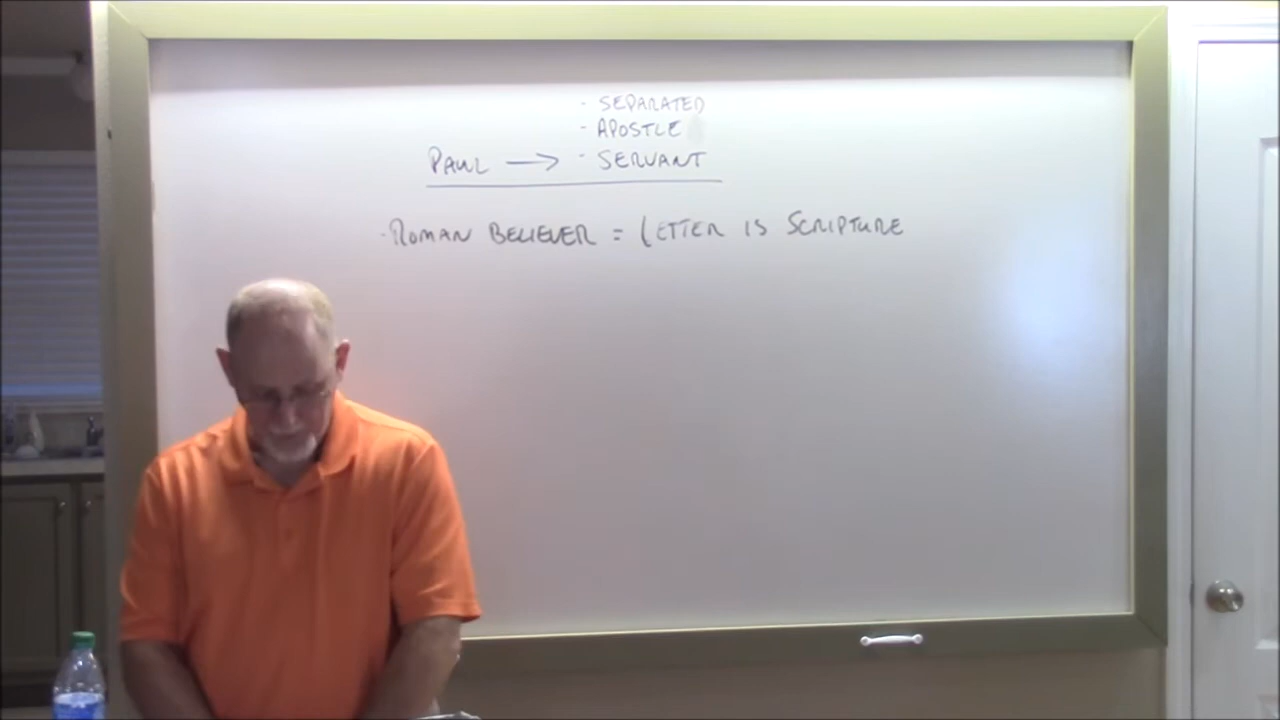 - SEPARATED
- APOSTLE
PAUL → - SERVANT
- ROMAN BELIEVER = LETTER IS SCRIPTURE